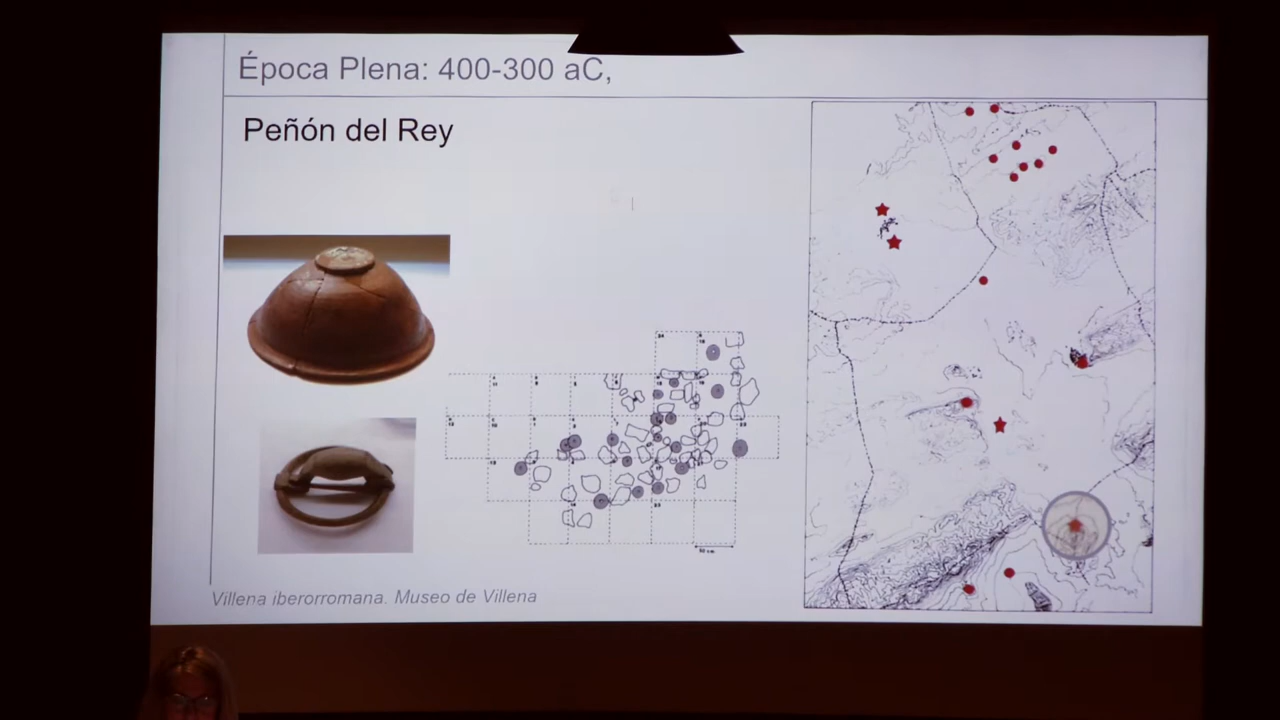 Época Plena: 400-300 aC,
Peñón del Rey
Villena iberorromana. Museo de Villena